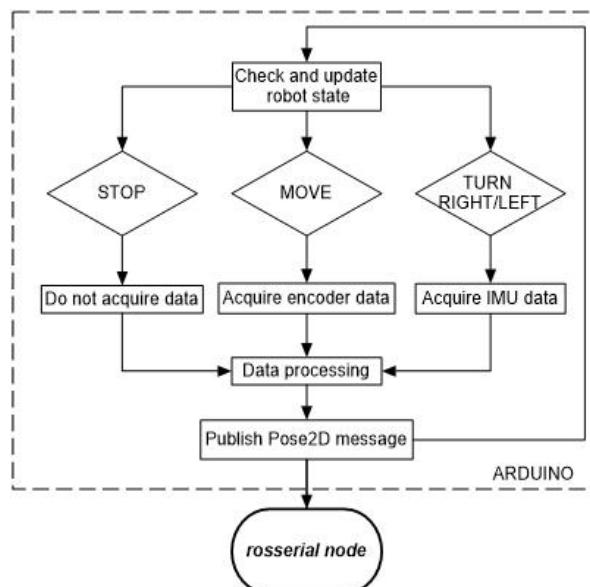 Check and update
robot state
STOP
MOVE
TURN
RIGHT/LEFT
Do not acquire data
Acquire encoder data
Acquire IMU data
Data processing
Publish Pose2D message
ARDUINO
rosserial node